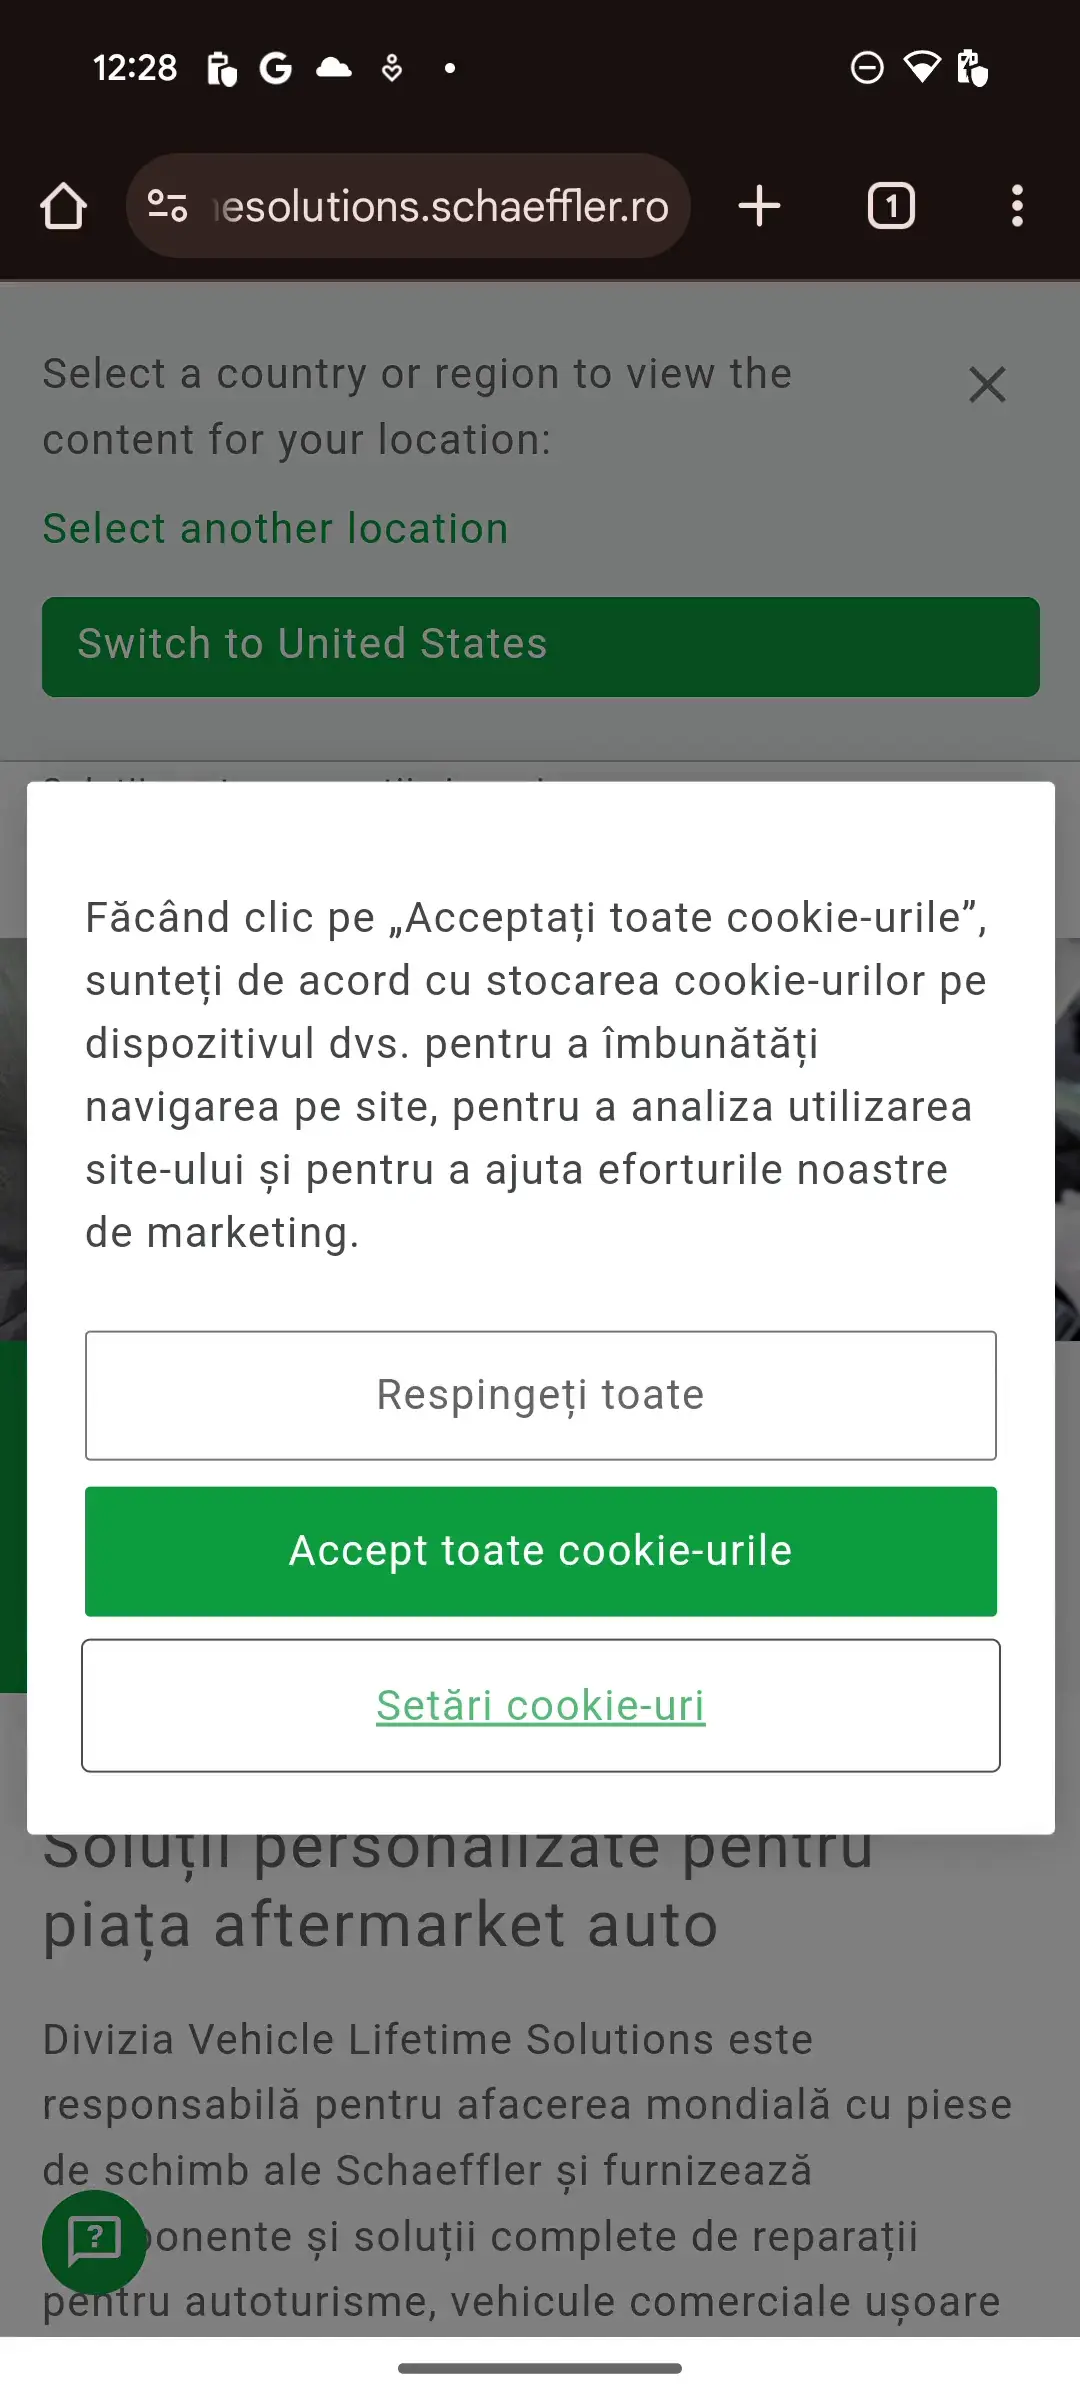 12:28
esolutions.schaeffler.ro
1
Select a country or region to view the
content for your location:
Select another location
Switch to United States
Făcând clic pe „Acceptați toate cookie-urile”,
sunteți de acord cu stocarea cookie-urilor pe
dispozitivul dvs. pentru a îmbunătăți
navigarea pe site, pentru a analiza utilizarea
site-ului și pentru a ajuta eforturile noastre
de marketing.
Respingeți toate
Accept toate cookie-urile
Setări cookie-uri
Soluții personalizate pentru
piața aftermarket auto
Divizia Vehicle Lifetime Solutions este
responsabilă pentru afacerea mondială cu piese
de schimb ale Schaeffler și furnizează
ponente și soluții complete de reparații
pentru autoturisme, vehicule comerciale ușoare